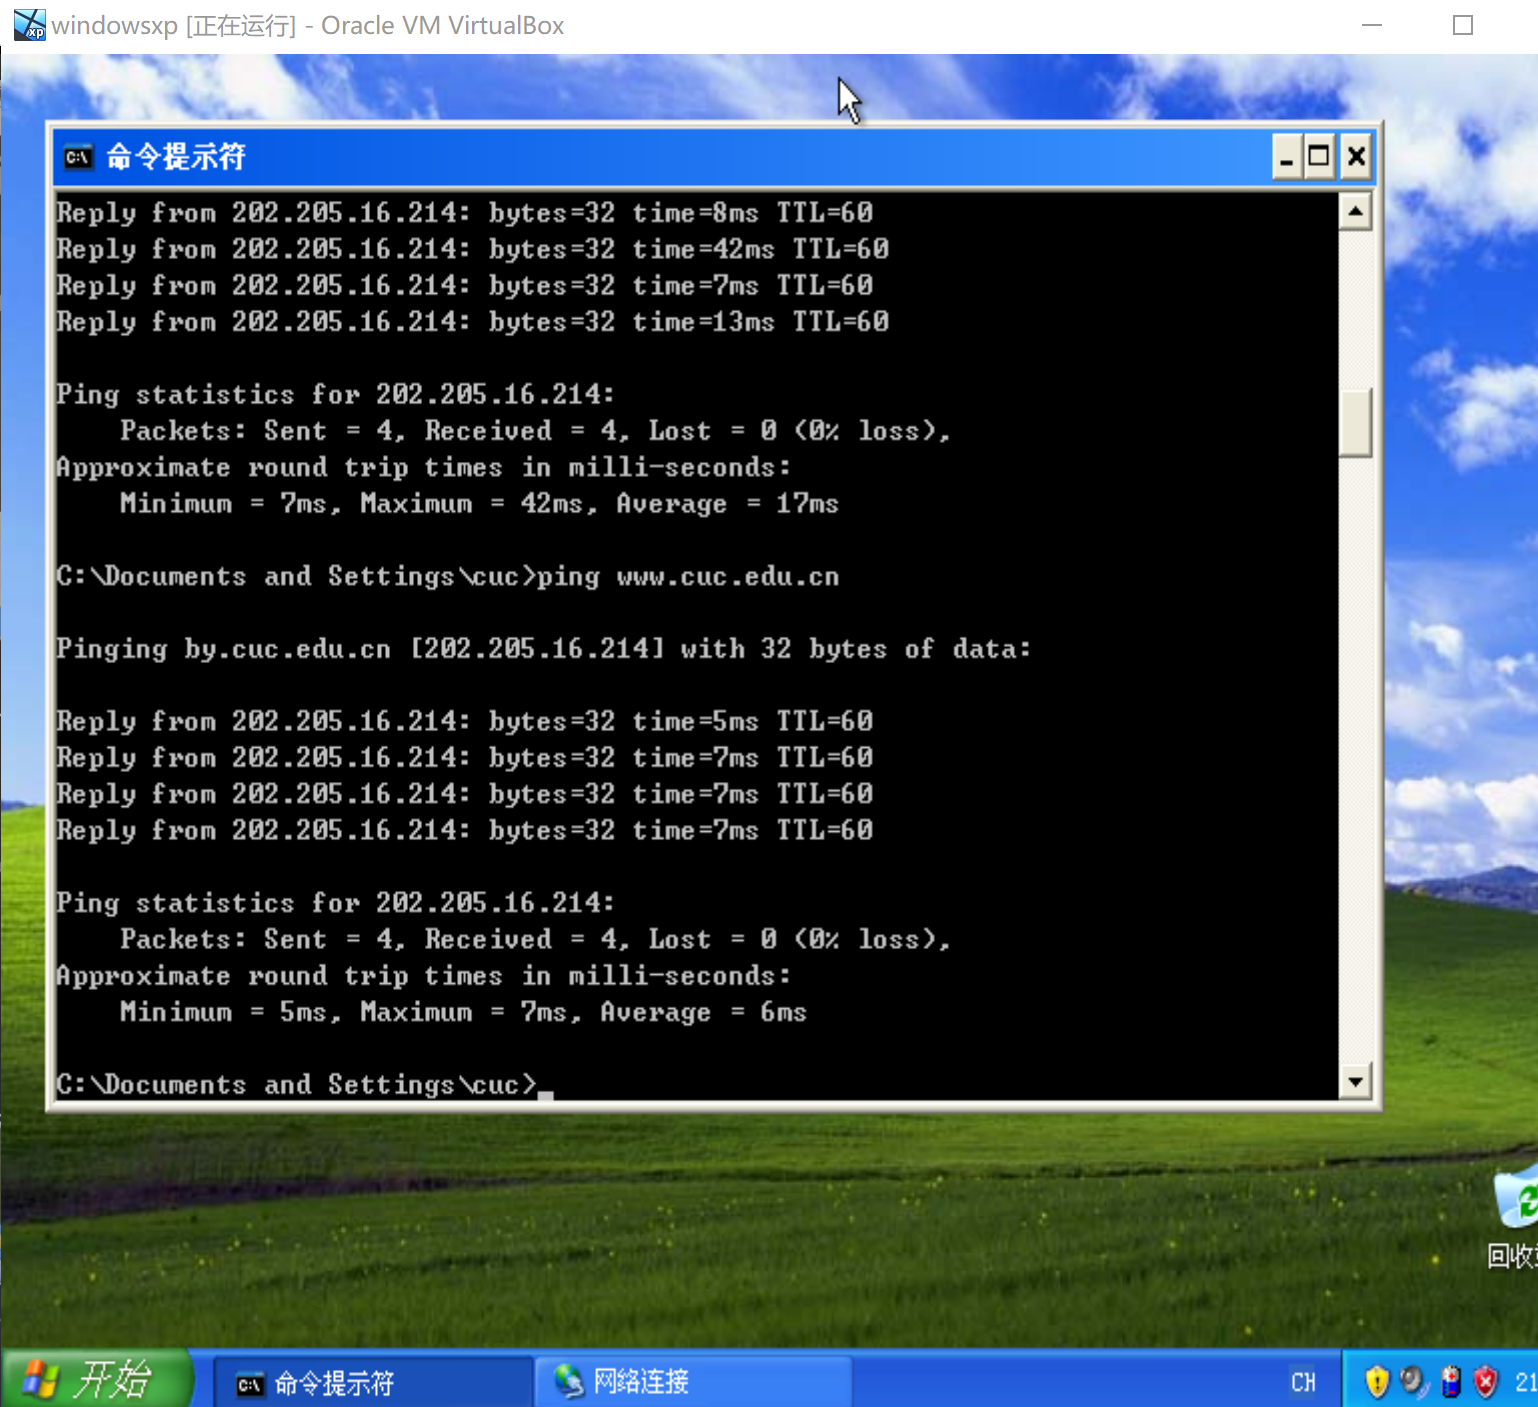 windowsxp [正在运行] - Oracle VM VirtualBox
命令提示符
Reply from 202.205.16.214: bytes=32 time=8ms TTL=60
Reply from 202.205.16.214: bytes=32 time=42ms TTL=60
Reply from 202.205.16.214: bytes=32 time=7ms TTL=60
Reply from 202.205.16.214: bytes=32 time=13ms TTL=60
Ping statistics for 202.205.16.214:
Packets: Sent = 4, Received = 4, Lost = 0 (0% loss),
Approximate round trip times in milli-seconds:
Minimum = 7ms, Maximum = 42ms, Average = 17ms
C:\Documents and Settings\cuc>ping www.cuc.edu.cn
Pinging by.cuc.edu.cn [202.205.16.214] with 32 bytes of data:
Reply from 202.205.16.214: bytes=32 time=5ms TTL=60
Reply from 202.205.16.214: bytes=32 time=7ms TTL=60
Reply from 202.205.16.214: bytes=32 time=7ms TTL=60
Reply from 202.205.16.214: bytes=32 time=7ms TTL=60
Ping statistics for 202.205.16.214:
Packets: Sent = 4, Received = 4, Lost = 0 (0% loss),
Approximate round trip times in milli-seconds:
Minimum = 5ms, Maximum = 7ms, Average = 6ms
C:\Documents and Settings\cuc>
回收
开始
命令提示符
网络连接
CH
21